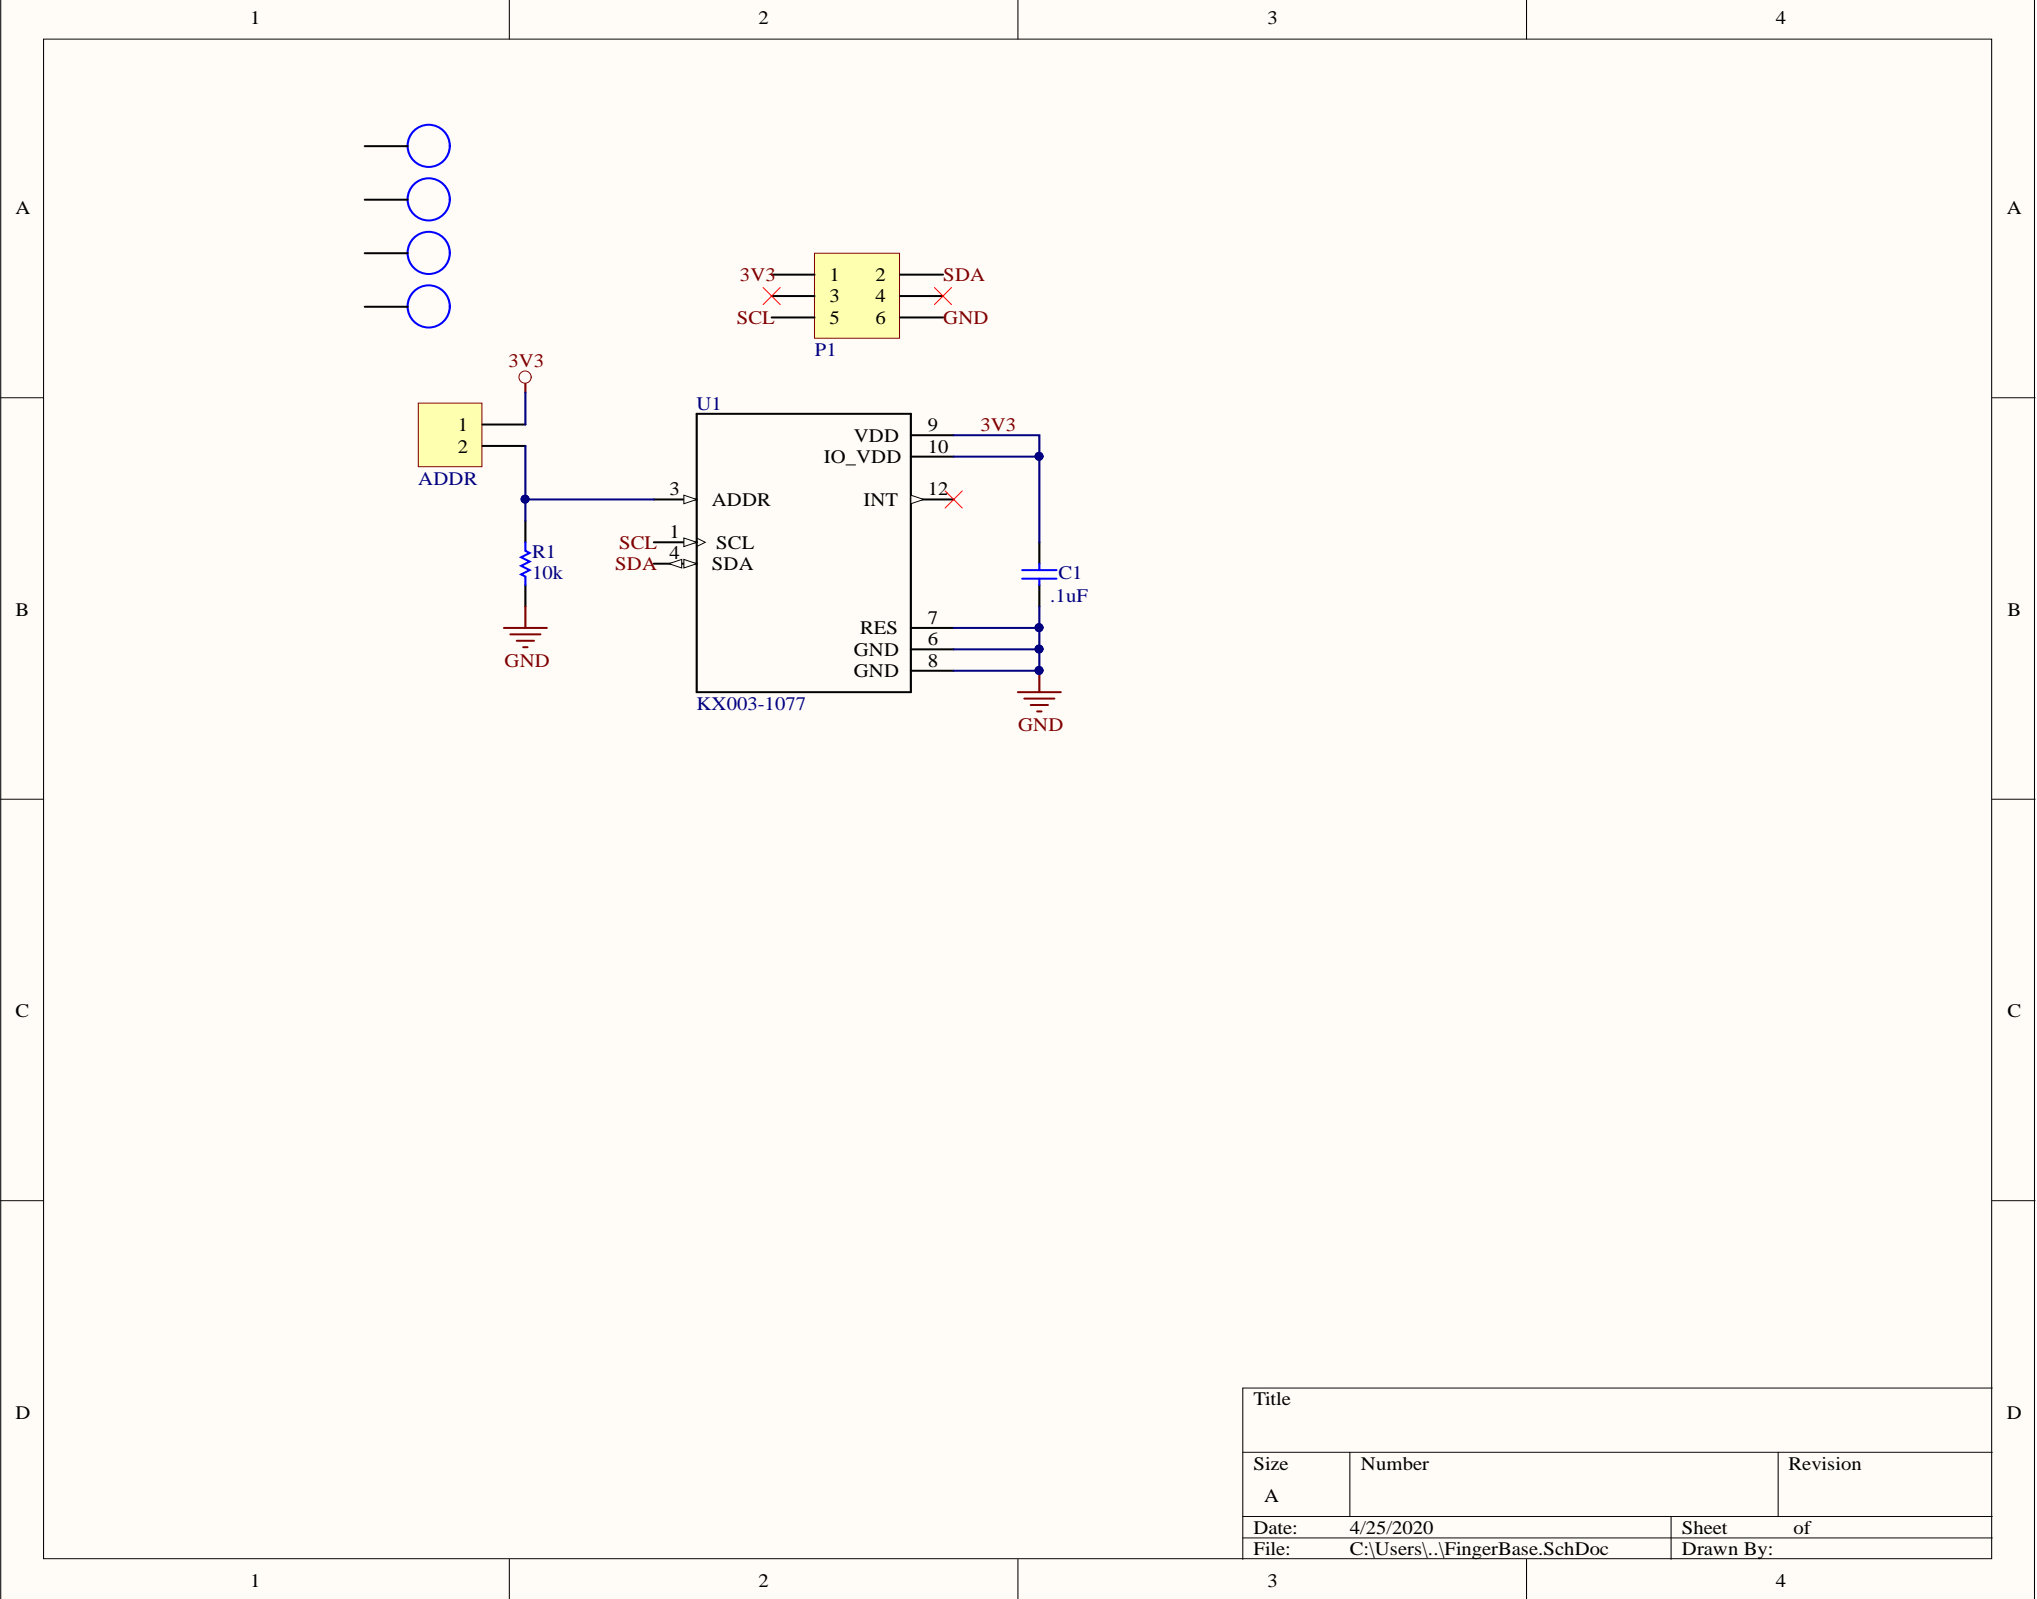 1 2 3 4
A A
3V3 1 2 SDA
3 4
SCL 5 6 GND
P1
3V3
1
2
ADDR
U1
VDD 9 3V3
IO_VDD 10
3 ADDR INT 12
SCL 1 SCL
SDA 4 SDA
R1
10k
GND
C1
.1uF
B B
RES 7
GND 6
GND 8
KX003-1077
GND
C C
D D
Title
Size Number Revision
A
Date: 4/25/2020 Sheet of
File: C:\Users\..\FingerBase.SchDoc Drawn By:
1 2 3 4